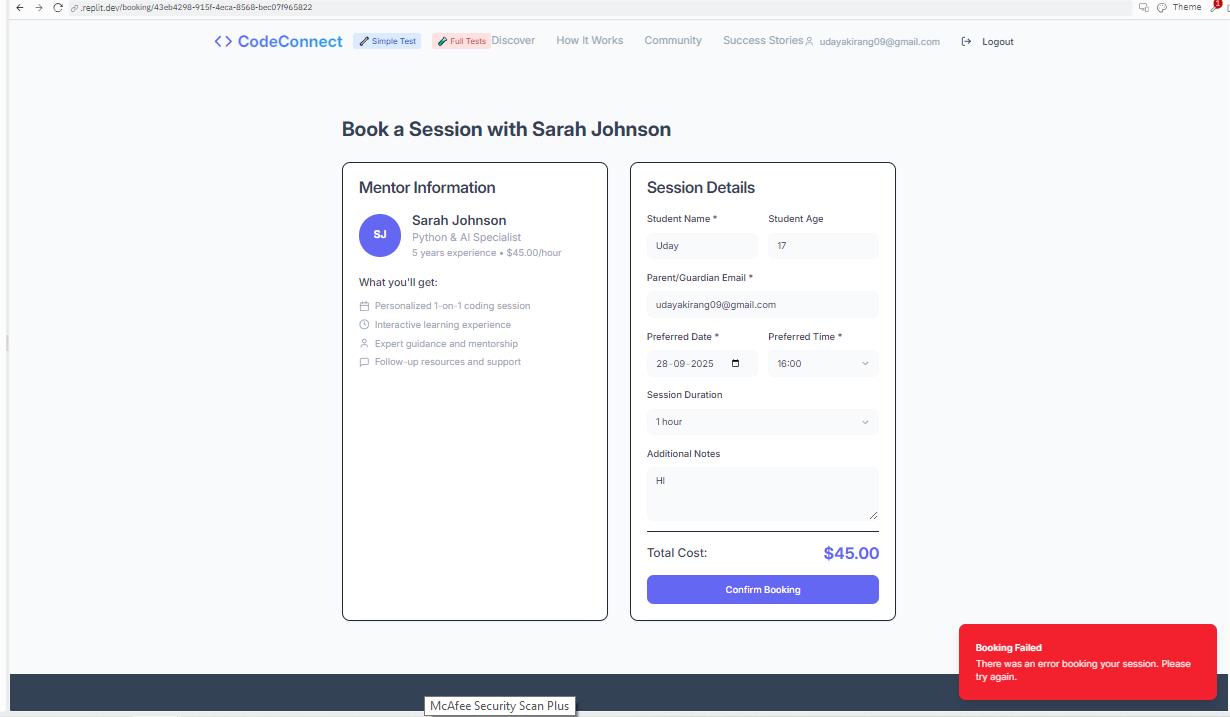 .replit.dev/booking/43eb4298-915f-4eca-8568-bec07f965822
Theme
1
CodeConnect
Simple Test
Full Tests
Discover
How It Works
Community
Success Stories
udayakirang09@gmail.com
Logout
Book a Session with Sarah Johnson
Mentor Information
SJ
Sarah Johnson
Python & AI Specialist
5 years experience • $45.00/hour
What you'll get:
Personalized 1-on-1 coding session
Interactive learning experience
Expert guidance and mentorship
Follow-up resources and support
Session Details
Student Name *
Student Age
Uday
17
Parent/Guardian Email *
udayakirang09@gmail.com
Preferred Date *
Preferred Time *
28-09-2025
16:00
Session Duration
1 hour
Additional Notes
HI
Total Cost:
$45.00
Confirm Booking
Booking Failed
There was an error booking your session. Please
try again.
McAfee Security Scan Plus